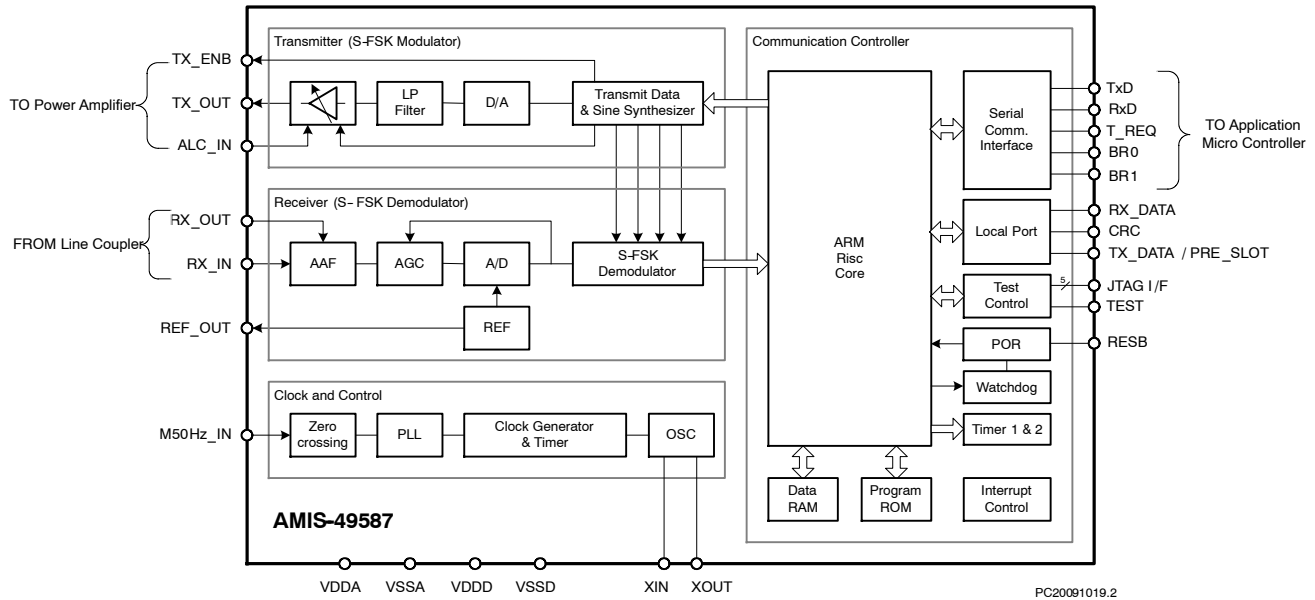 Transmitter (S-FSK Modulator)
TX_ENB
TO Power Amplifier
TX_OUT
ALC_IN
LP
Filter
D/A
Transmit Data
& Sine Synthesizer
Receiver (S-FSK Demodulator)
RX_OUT
FROM Line Coupler
RX_IN
AAF
AGC
A/D
S-FSK
Demodulator
REF_OUT
REF
Clock and Control
M50Hz_IN
Zero
crossing
PLL
Clock Generator
& Timer
OSC
AMIS-49587
VDDA
VSSA
VDDD
VSSD
XIN
XOUT
Communication Controller
ARM
Risc
Core
Serial
Comm.
Interface
TxD
RxD
T_REQ
BR0
BR1
TO Application
Micro Controller
Local Port
RX_DATA
CRC
TX_DATA / PRE_SLOT
Test
Control
5
JTAG I/F
TEST
POR
RESB
Watchdog
Timer 1 & 2
Data
RAM
Program
ROM
Interrupt
Control
PC20091019.2